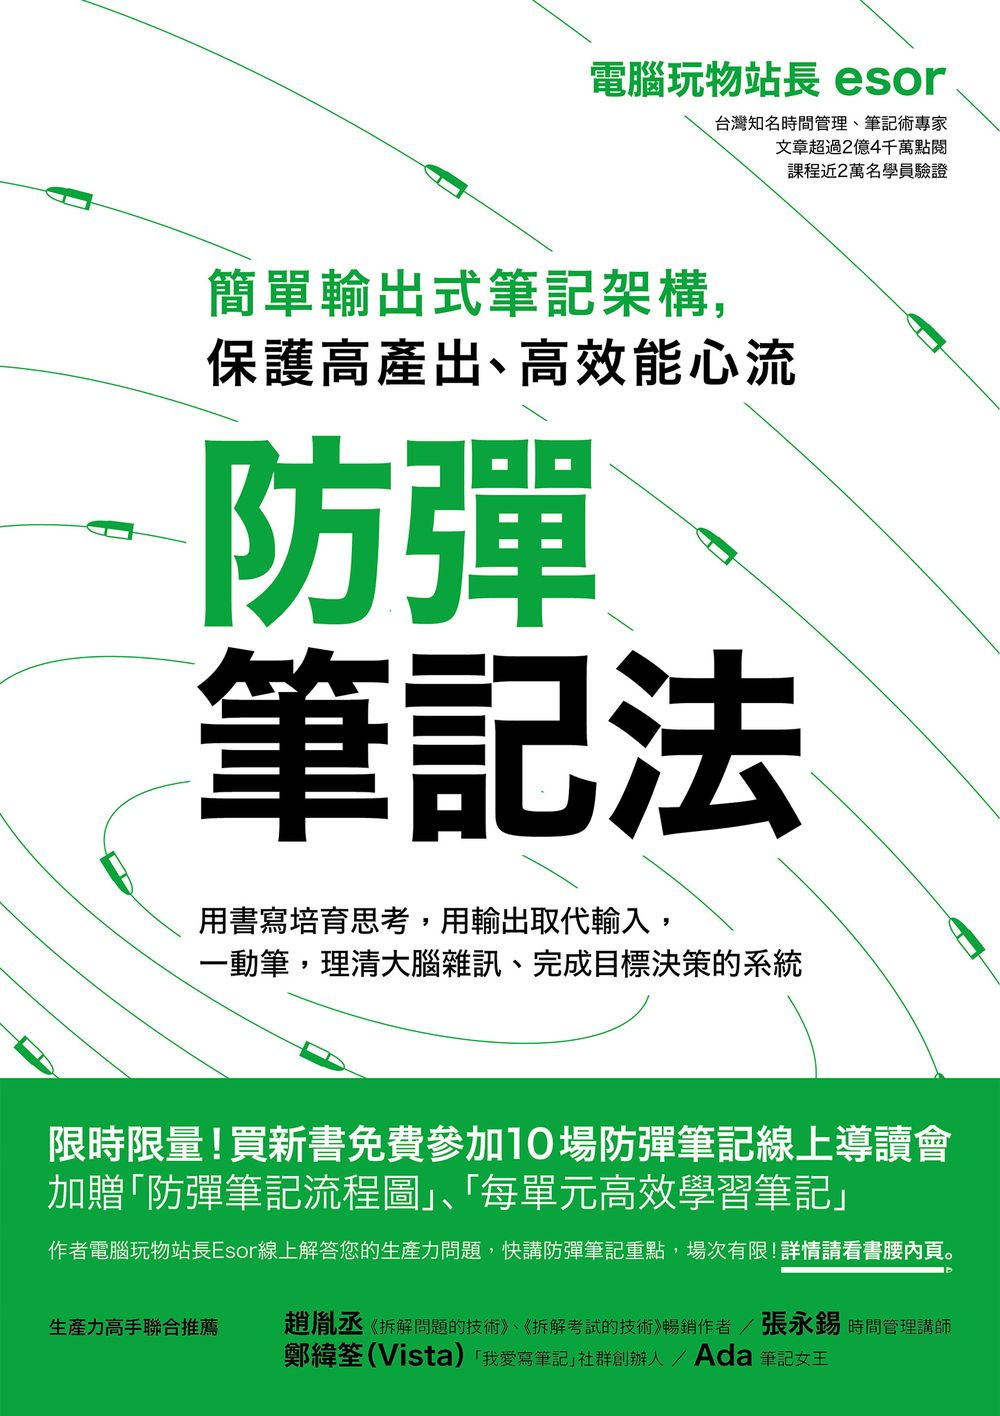 電腦玩物站長 esor
台灣知名時間管理、筆記術專家
文章超過2億4千萬點閱
課程近2萬名學員驗證
簡單輸出式筆記架構，
保護高產出、高效能心流
防彈
筆記法
用書寫培育思考，用輸出取代輸入，
一動筆，理清大腦雜訊、完成目標決策的系統
限時限量！買新書免費參加10場防彈筆記線上導讀會
加贈「防彈筆記流程圖」、「每單元高效學習筆記」
作者電腦玩物站長Esor線上解答您的生產力問題，快講防彈筆記重點，場次有限！詳情請看書腰內頁。
生產力高手聯合推薦
趙胤丞《拆解問題的技術》、《拆解考試的技術》暢銷作者 ／ 張永錫 時間管理講師
鄭緯筌（Vista）「我愛寫筆記」社群創辦人 ／ Ada 筆記女王